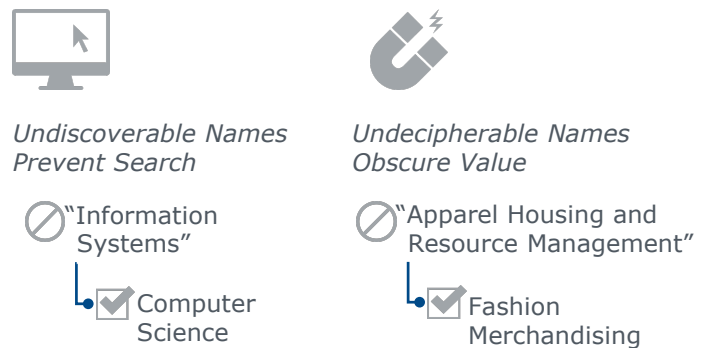 Undiscoverable Names
Prevent Search
“Information
Systems”
Computer
Science
Undecipherable Names
Obscure Value
“Apparel Housing and
Resource Management”
Fashion
Merchandising